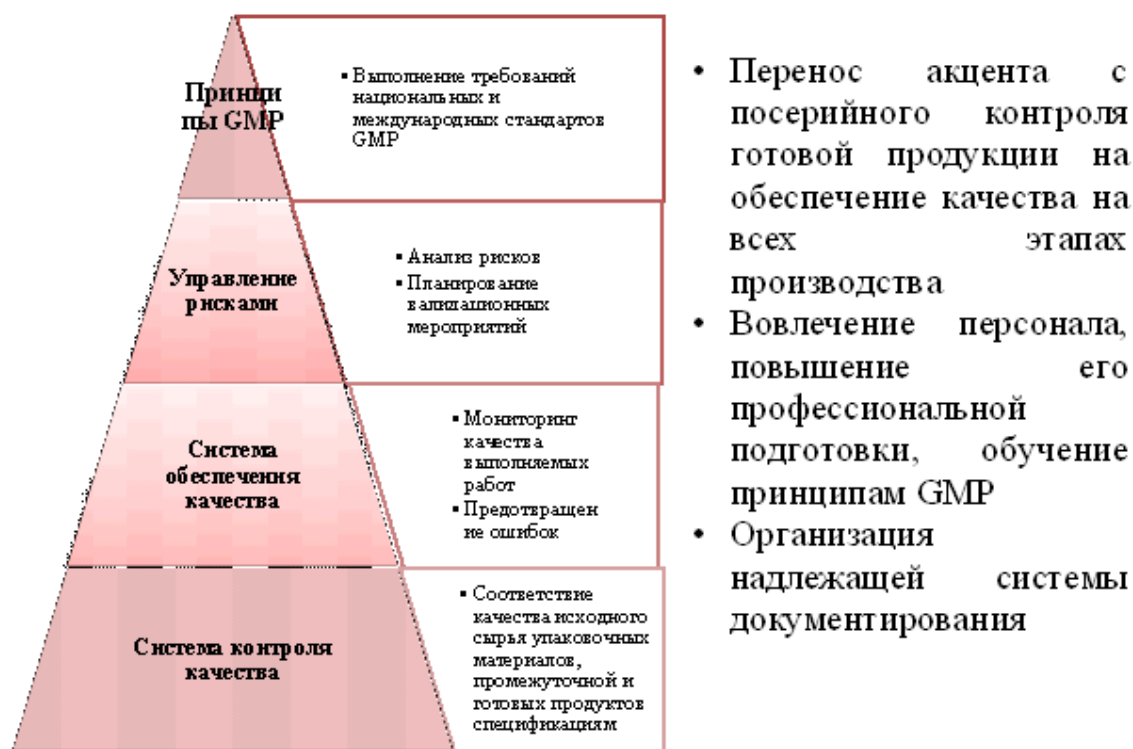 Принци
пы GMP
▪ Выполнение требований
национальных и
международных стандартов
GMP
Управление
рисками
▪ Анализ рисков
▪ Планирование
валидационных
мероприятий
Система
обеспечения
качества
▪ Мониторинг
качества
выполняемых
работ
▪ Предотвращен
ие ошибок
Система контроля
качества
▪ Соответствие
качества исходного
сырья упаковочных
материалов,
промежуточной и
готовых продуктов
спецификациям
• Перенос акцента с
посерийного контроля
готовой продукции на
обеспечение качества на
всех этапах
производства
• Вовлечение персонала,
повышение его
профессиональной
подготовки, обучение
принципам GMP
• Организация
надлежащей системы
документирования